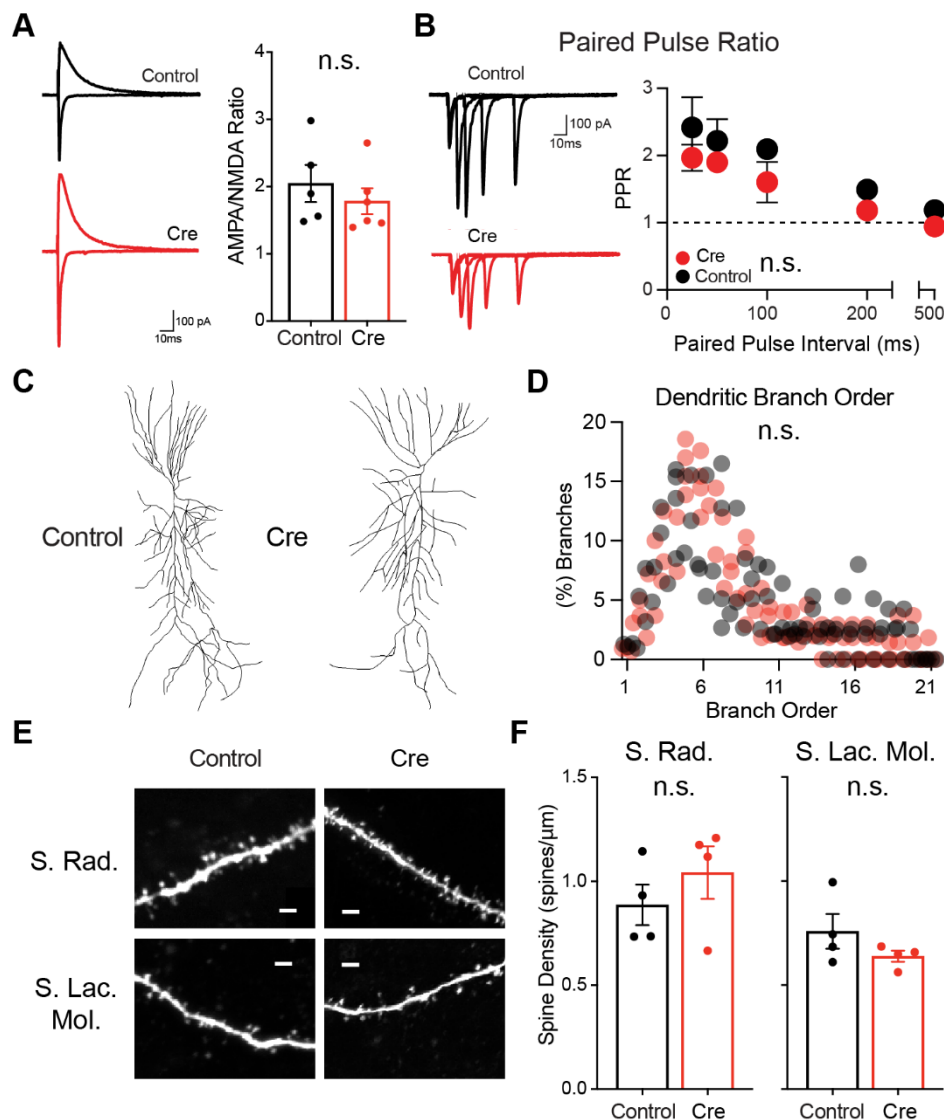 A
Control
Cre
100 pA
10ms
AMPA/NMDA Ratio
4
3
2
1
0
n.s.
Control
Cre
B
Paired Pulse Ratio
Control
100 pA
10ms
Cre
PPR
3
2
1
0
Cre
Control
n.s.
100
200
500
Paired Pulse Interval (ms)
C
Control
Cre
D
Dendritic Branch Order
n.s.
(%) Branches
20
15
10
5
0
1
6
11
16
21
Branch Order
E
Control
Cre
S. Rad.
S. Lac.
Mol.
F
S. Rad.
n.s.
S. Lac. Mol.
n.s.
Spine Density (spines/µm)
1.5
1.0
0.5
0.0
Control
Cre
Control
Cre